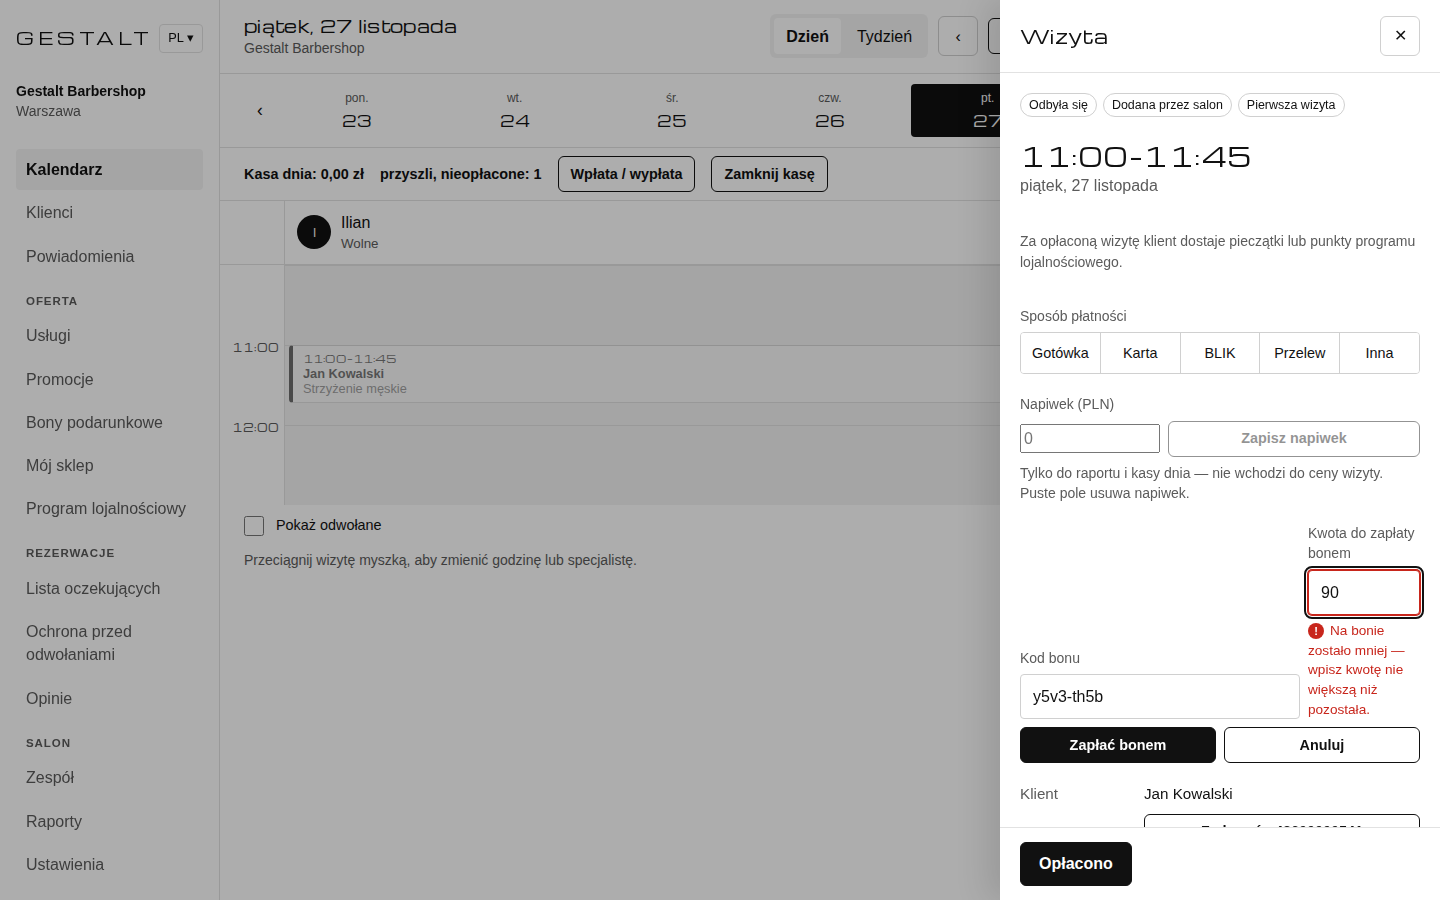 GESTALT
PL ▾
Gestalt Barbershop
Warszawa
Kalendarz
Klienci
Powiadomienia
OFERTA
Usługi
Promocje
Bony podarunkowe
Mój sklep
Program lojalnościowy
REZERWACJE
Lista oczekujących
Ochrona przed
odwołaniami
Opinie
SALON
Zespół
Raporty
Ustawienia
piątek, 27 listopada
Gestalt Barbershop
Dzień
Tydzień
‹
‹
pon.
23
wt.
24
śr.
25
czw.
26
pt.
27
Kasa dnia: 0,00 zł
przyszli, nieopłacone: 1
Wpłata / wypłata
Zamknij kasę
I
Ilian
Wolne
11:00
11:00-11:45
Jan Kowalski
Strzyżenie męskie
12:00
Pokaż odwołane
Przeciągnij wizytę myszką, aby zmienić godzinę lub specjalistę.
Wizyta
✕
Odbyła się
Dodana przez salon
Pierwsza wizyta
11:00-11:45
piątek, 27 listopada
Za opłaconą wizytę klient dostaje pieczątki lub punkty programu
lojalnościowego.
Sposób płatności
Gotówka
Karta
BLIK
Przelew
Inna
Napiwek (PLN)
0
Zapisz napiwek
Tylko do raportu i kasy dnia — nie wchodzi do ceny wizyty.
Puste pole usuwa napiwek.
Kwota do zapłaty
bonem
90
! Na bonie
zostało mniej —
wpisz kwotę nie
większą niż
pozostała.
Kod bonu
y5v3-th5b
Zapłać bonem
Anuluj
Klient
Jan Kowalski
Opłacono